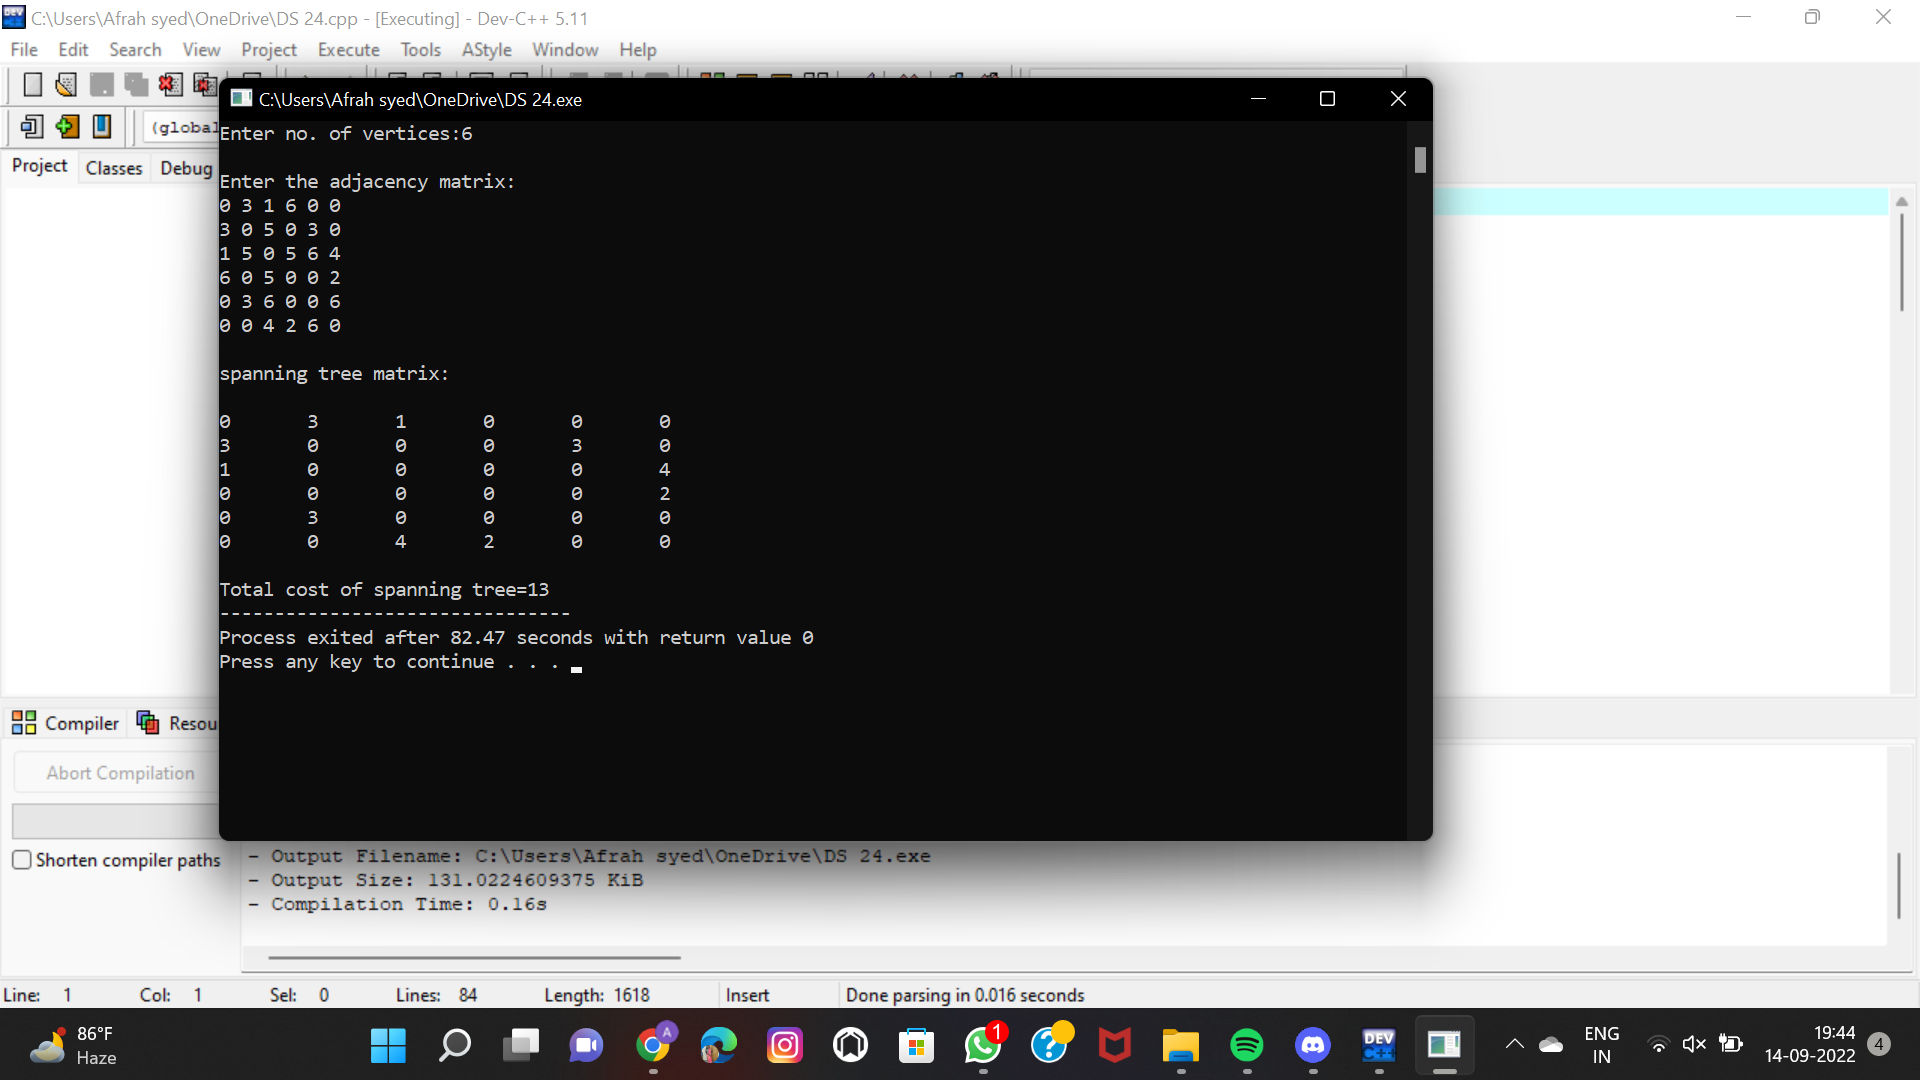 C:\Users\Afrah syed\OneDrive\DS 24.cpp - [Executing] - Dev-C++ 5.11
File Edit Search View Project Execute Tools AStyle Window Help
C:\Users\Afrah syed\OneDrive\DS 24.exe
(global
Project Classes Debug
Enter no. of vertices:6
Enter the adjacency matrix:
0 3 1 6 0 0
3 0 5 0 3 0
1 5 0 5 6 4
6 0 5 0 0 2
0 3 6 0 0 6
0 0 4 2 6 0
spanning tree matrix:
0 3 1 0 0 0
3 0 0 0 3 0
1 0 0 0 0 4
0 0 0 0 0 2
0 3 0 0 0 0
0 0 4 2 0 0
Total cost of spanning tree=13
--------------------------------
Process exited after 82.47 seconds with return value 0
Press any key to continue . . .
Compiler Resou
Abort Compilation
Shorten compiler paths
- Output Filename: C:\Users\Afrah syed\OneDrive\DS 24.exe
- Output Size: 131.0224609375 KiB
- Compilation Time: 0.16s
Line: 1 Col: 1 Sel: 0 Lines: 84 Length: 1618 Insert Done parsing in 0.016 seconds
86°F
Haze
A
1
DEV
C++
ENG
IN
19:44
14-09-2022
4